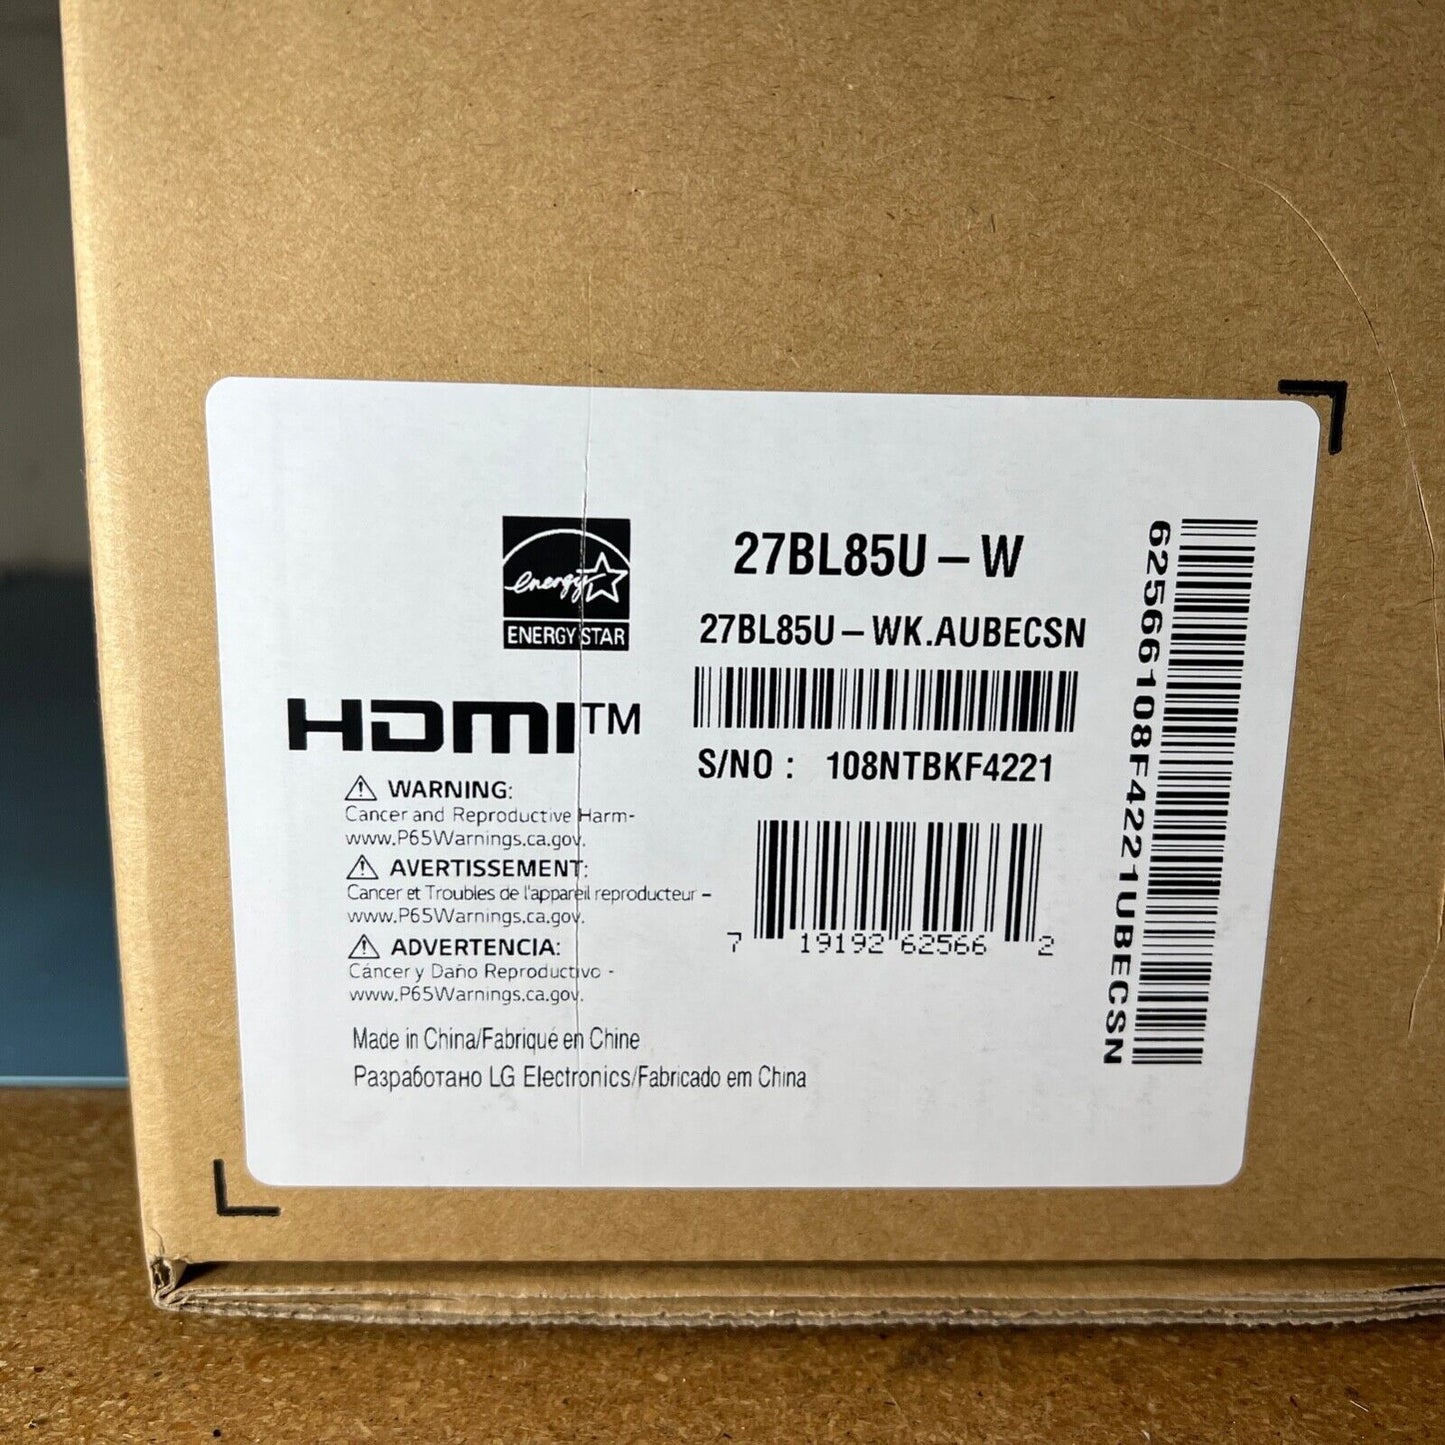 energy
ENERGY STAR
27BL85U – W
27BL85U – WK.AUBECSN
HDMI™
S/NO : 108NTBKF4221
⚠ WARNING:
Cancer and Reproductive Harm-
www.P65Warnings.ca.gov.
⚠ AVERTISSEMENT:
Cancer et Troubles de l'appareil reproducteur –
www.P65Warnings.ca.gov.
⚠ ADVERTENCIA:
Cáncer y Daño Reproductivo -
www.P65Warnings.ca.gov.
7 19192 62566 2
Made in China/Fabriqué en Chine
Разработано LG Electronics/Fabricado em China
62566108F4221UBECSN